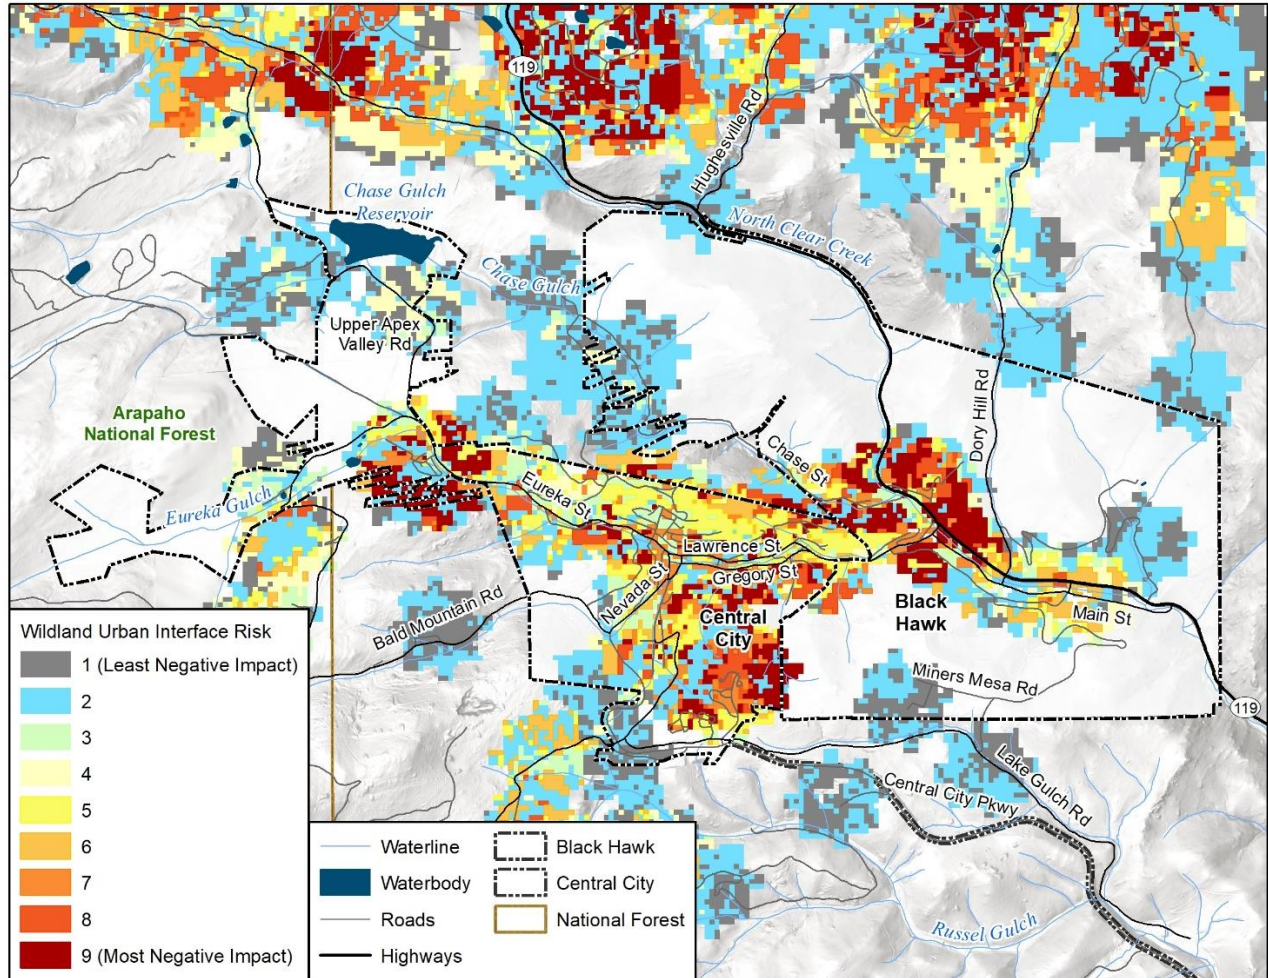 119
Hughesville Rd
Chase Gulch
Reservoir
North Clear Creek
Chase Gulch
Upper Apex
Valley Rd
Dory Hill Rd
Arapaho
National Forest
Chase St
Eureka Gulch
Eureka St
Lawrence St
Gregory St
Nevada St
Bald Mountain Rd
Central
City
Black
Hawk
Main St
Miners Mesa Rd
119
Lake Gulch Rd
Central City Pkwy
Russel Gulch
Wildland Urban Interface Risk
1 (Least Negative Impact)
2
3
4
5
6
7
8
9 (Most Negative Impact)
Waterline
Waterbody
Roads
Highways
Black Hawk
Central City
National Forest